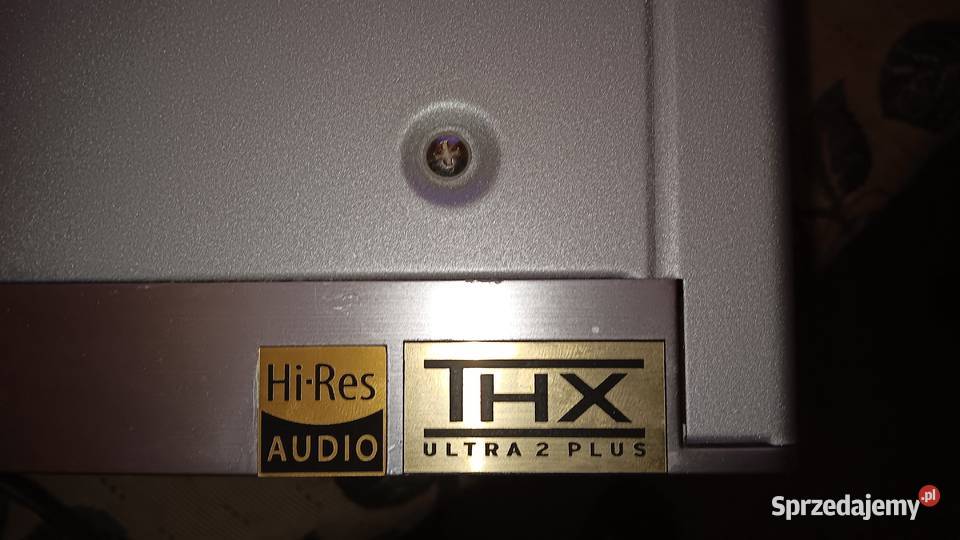 Hi-Res
AUDIO
THX
ULTRA 2 PLUS
Sprzedajemy.pl